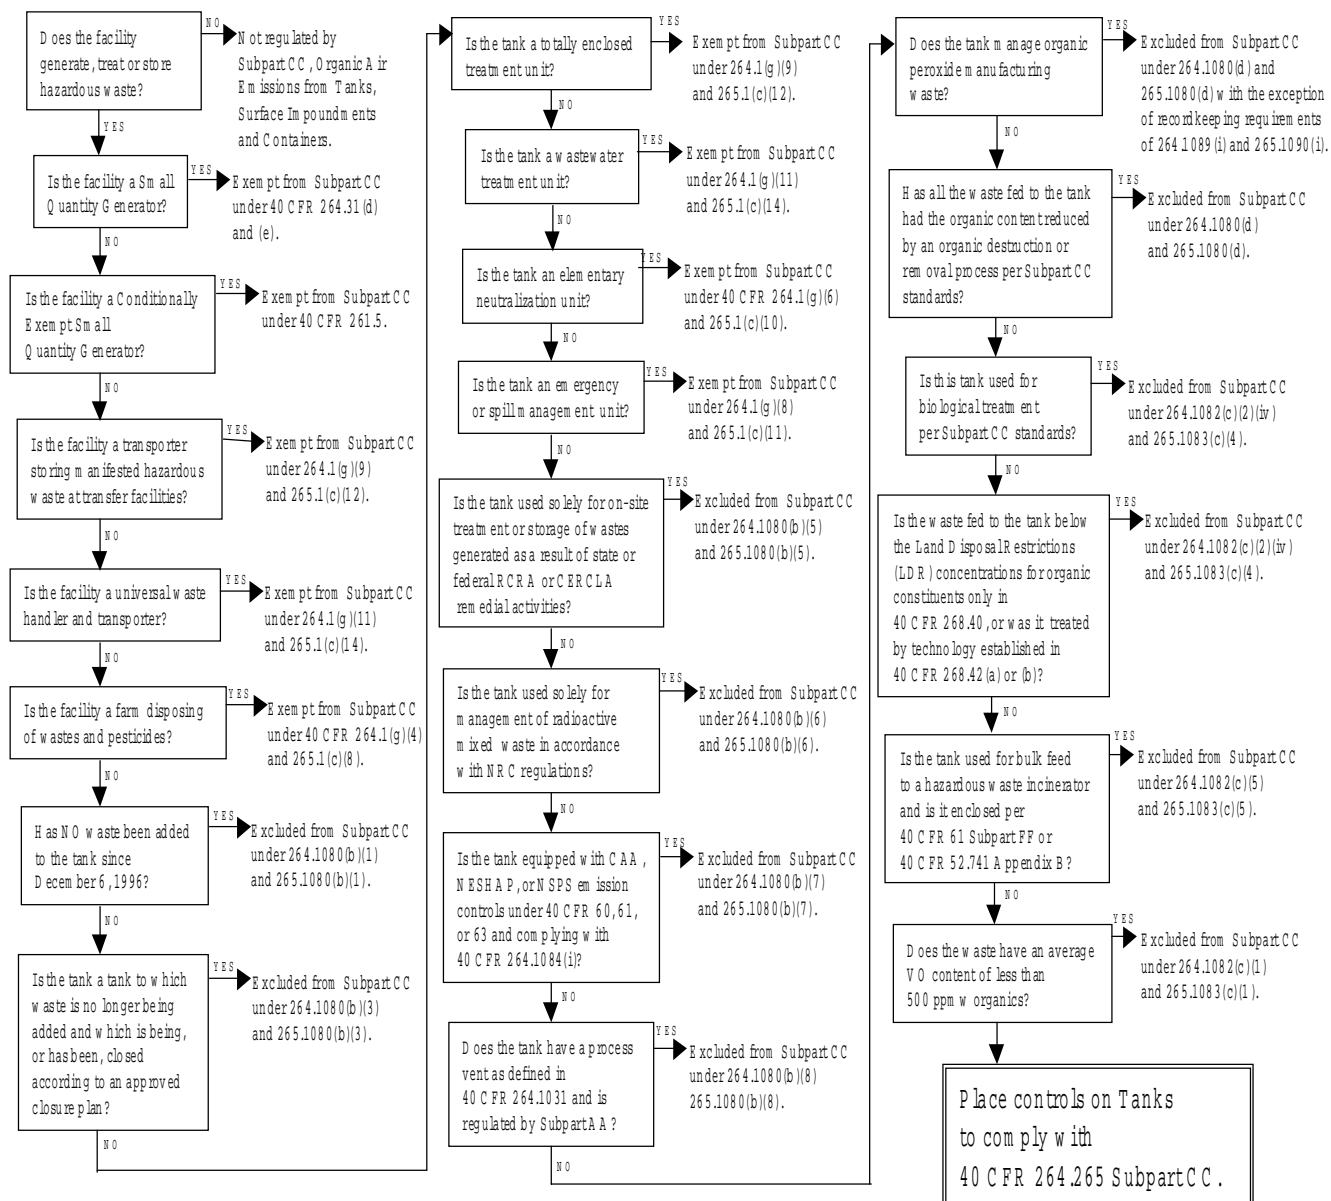 Does the facility
generate, treat or store
hazardous waste?
NO
Not regulated by
Subpart CC, Organic Air
Emissions from Tanks,
Surface Impoundments
and Containers.
YES
Is the facility a Small
Quantity Generator?
YES
Exempt from Subpart CC
under 40 CFR 264.31(d)
and (e).
NO
Is the facility a Conditionally
Exempt Small
Quantity Generator?
YES
Exempt from Subpart CC
under 40 CFR 261.5.
NO
Is the facility a transporter
storing manifested hazardous
waste at transfer facilities?
YES
Exempt from Subpart CC
under 264.1(g)(9)
and 265.1(c)(12).
NO
Is the facility a universal waste
handler and transporter?
YES
Exempt from Subpart CC
under 264.1(g)(11)
and 265.1(c)(14).
NO
Is the facility a farm disposing
of wastes and pesticides?
YES
Exempt from Subpart CC
under 40 CFR 264.1(g)(4)
and 265.1(c)(8).
NO
Has NO waste been added
to the tank since
December 6, 1996?
YES
Excluded from Subpart CC
under 264.1080(b)(1)
and 265.1080(b)(1).
NO
Is the tank a tank to which
waste is no longer being
added and which is being,
or has been, closed
according to an approved
closure plan?
YES
Excluded from Subpart CC
under 264.1080(b)(3)
and 265.1080(b)(3).
NO
Is the tank a totally enclosed
treatment unit?
YES
Exempt from Subpart CC
under 264.1(g)(9)
and 265.1(c)(12).
NO
Is the tank a wastewater
treatment unit?
YES
Exempt from Subpart CC
under 264.1(g)(11)
and 265.1(c)(14).
NO
Is the tank an elementary
neutralization unit?
YES
Exempt from Subpart CC
under 40 CFR 264.1(g)(6)
and 265.1(c)(10).
NO
Is the tank an emergency
or spill management unit?
YES
Exempt from Subpart CC
under 264.1(g)(8)
and 265.1(c)(11).
NO
Is the tank used solely for on-site
treatment or storage of wastes
generated as a result of state or
federal RCRA or CERCLA
remedial activities?
YES
Excluded from Subpart CC
under 264.1080(b)(5)
and 265.1080(b)(5).
NO
Is the tank used solely for
management of radioactive
mixed waste in accordance
with NRC regulations?
YES
Excluded from Subpart CC
under 264.1080(b)(6)
and 265.1080(b)(6).
NO
Is the tank equipped with CAA,
NESHAP, or NSPS emission
controls under 40 CFR 60, 61,
or 63 and complying with
40 CFR 264.1084(i)?
YES
Excluded from Subpart CC
under 264.1080(b)(7)
and 265.1080(b)(7).
NO
Does the tank have a process
vent as defined in
40 CFR 264.1031 and is
regulated by Subpart AA?
YES
Excluded from Subpart CC
under 264.1080(b)(8)
265.1080(b)(8).
NO
Does the tank manage organic
peroxide manufacturing
waste?
YES
Excluded from Subpart CC
under 264.1080(d) and
265.1080(d) with the exception
of recordkeeping requirements
of 264.1089(i) and 265.1090(i).
NO
Has all the waste fed to the tank
had the organic content reduced
by an organic destruction or
removal process per Subpart CC
standards?
YES
Excluded from Subpart CC
under 264.1080(d)
and 265.1080(d).
NO
Is this tank used for
biological treatment
per Subpart CC standards?
YES
Excluded from Subpart CC
under 264.1082(c)(2)(iv)
and 265.1083(c)(4).
NO
Is the waste fed to the tank below
the Land Disposal Restrictions
(LDR) concentrations for organic
constituents only in
40 CFR 268.40, or was it treated
by technology established in
40 CFR 268.42(a) or (b)?
YES
Excluded from Subpart CC
under 264.1082(c)(2)(iv)
and 265.1083(c)(4).
NO
Is the tank used for bulk feed
to a hazardous waste incinerator
and is it enclosed per
40 CFR 61 Subpart FF or
40 CFR 52.741 Appendix B?
YES
Excluded from Subpart CC
under 264.1082(c)(5)
and 265.1083(c)(5).
NO
Does the waste have an average
VO content of less than
500 ppmw organics?
YES
Excluded from Subpart CC
under 264.1082(c)(1)
and 265.1083(c)(1).
NO
Place controls on Tanks
to comply with
40 CFR 264.265 Subpart CC.